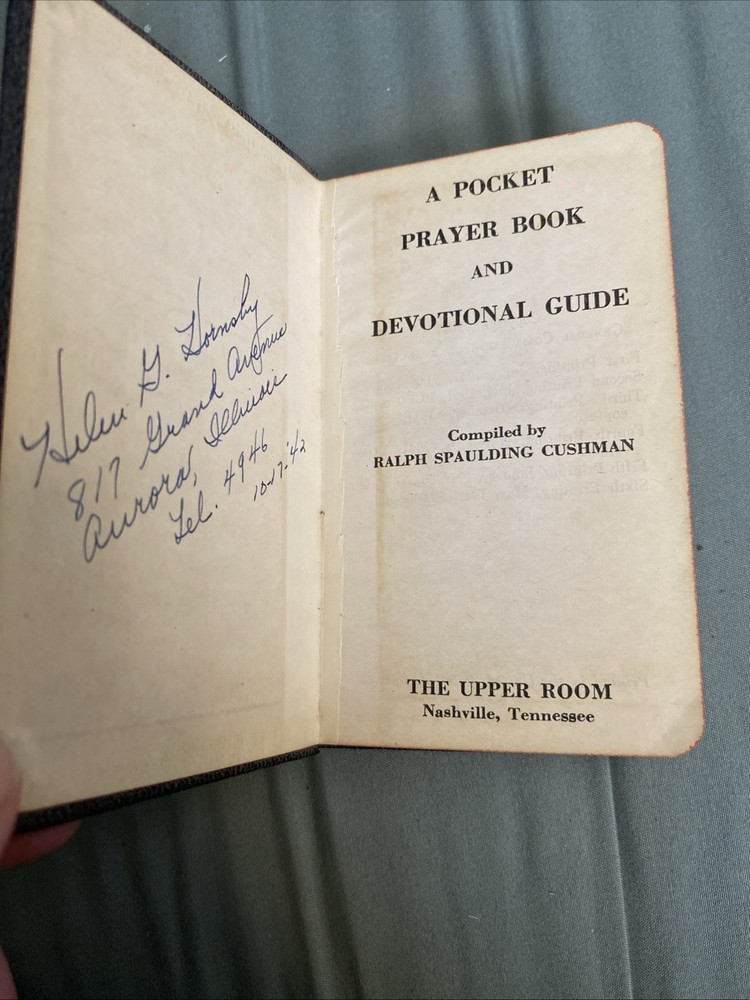 Helen G. Hornsby
817 Grand Avenue
Aurora, Illinois
Tel. 4946
10-17-'42
A POCKET
PRAYER BOOK
AND
DEVOTIONAL GUIDE
Compiled by
RALPH SPAULDING CUSHMAN
THE UPPER ROOM
Nashville, Tennessee